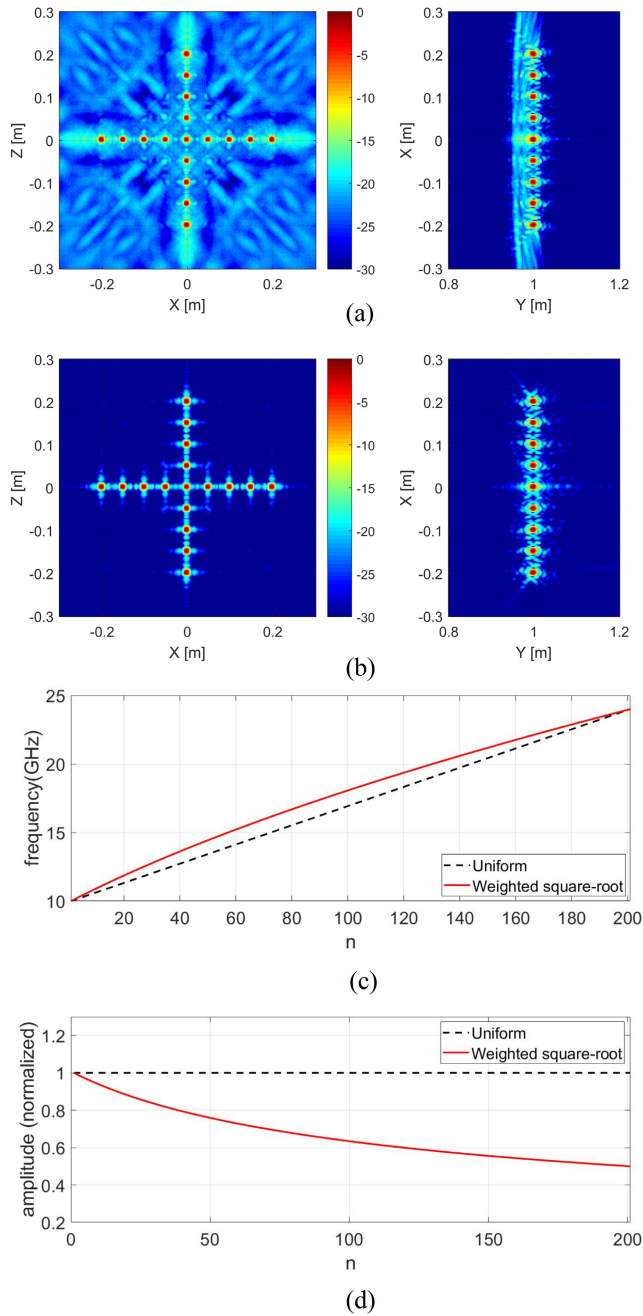 0.3
0.2
0.1
0
-0.1
-0.2
-0.3
Z [m]
-0.2 0 0.2
X [m]
0
-5
-10
-15
-20
-25
-30
0.3
0.2
0.1
0
-0.1
-0.2
-0.3
X [m]
0.8 1 1.2
Y [m]
(a)
0.3
0.2
0.1
0
-0.1
-0.2
-0.3
Z [m]
-0.2 0 0.2
X [m]
0
-5
-10
-15
-20
-25
-30
0.3
0.2
0.1
0
-0.1
-0.2
-0.3
X [m]
0.8 1 1.2
Y [m]
(b)
25
20
15
10
frequency(GHz)
Uniform
Weighted square-root
20 40 60 80 100 120 140 160 180 200
n
(c)
1.2
1
0.8
0.6
0.4
0.2
amplitude (normalized)
Uniform
Weighted square-root
0 50 100 150 200
n
(d)